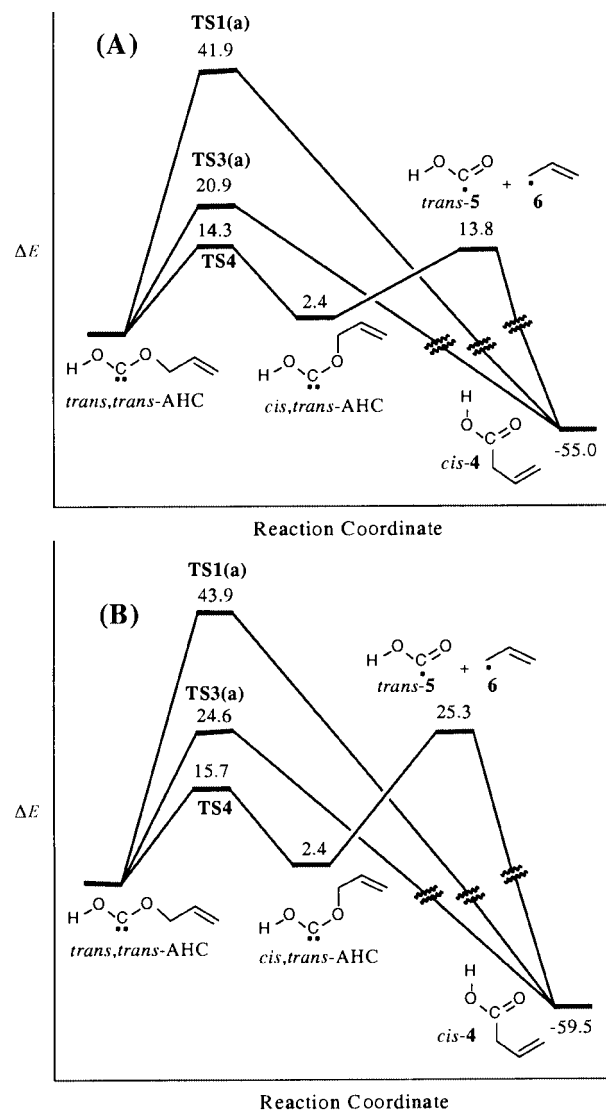 TS1(a)
(A)
41.9
TS3(a)
20.9
14.3
TS4
ΔE
H O C O
trans-5 + 6
13.8
2.4
H O C O
trans,trans-AHC
H O C O
cis,trans-AHC
H O C O
cis-4
-55.0
Reaction Coordinate
TS1(a)
(B)
43.9
TS3(a)
24.6
15.7
TS4
ΔE
H O C O
trans-5 + 6
25.3
2.4
H O C O
trans,trans-AHC
H O C O
cis,trans-AHC
H O C O
cis-4
-59.5
Reaction Coordinate